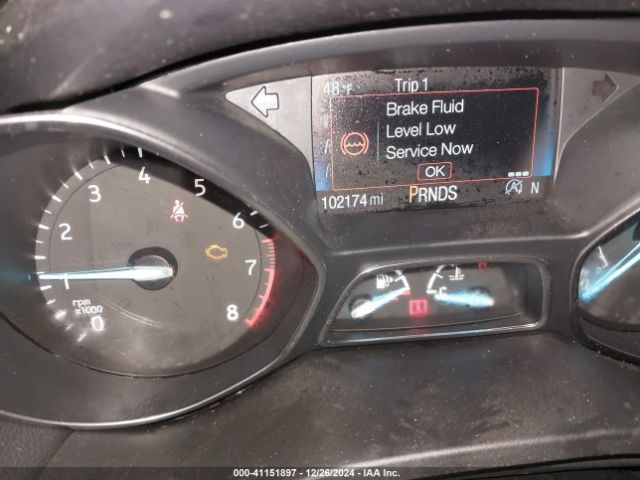 48°F Trip 1
Brake Fluid
Level Low
Service Now
OK
102174 mi PRNDS N
0 1 2 3 4 5 6 7 8
rpm
x1000
C H
000-41151897 • 12/26/2024 • IAA Inc.